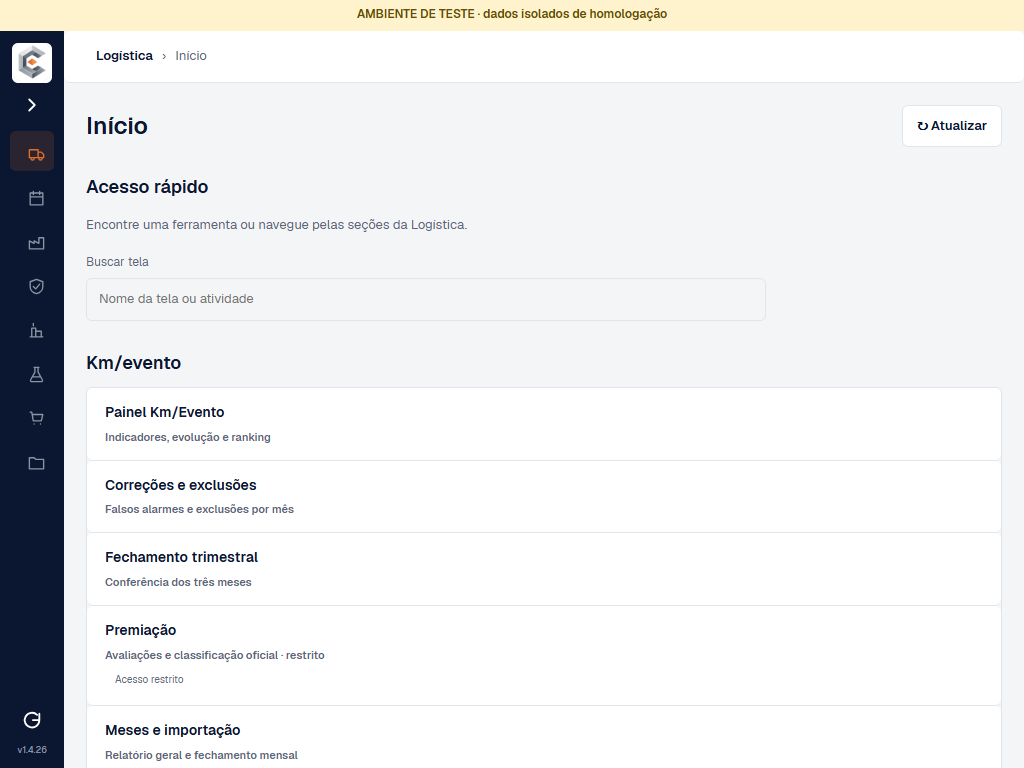 AMBIENTE DE TESTE · dados isolados de homologação
Logística › Início
Início
↻ Atualizar
Acesso rápido
Encontre uma ferramenta ou navegue pelas seções da Logística.
Buscar tela
Nome da tela ou atividade
Km/evento
Painel Km/Evento
Indicadores, evolução e ranking
Correções e exclusões
Falsos alarmes e exclusões por mês
Fechamento trimestral
Conferência dos três meses
Premiação
Avaliações e classificação oficial · restrito
Acesso restrito
Meses e importação
Relatório geral e fechamento mensal
v1.4.26